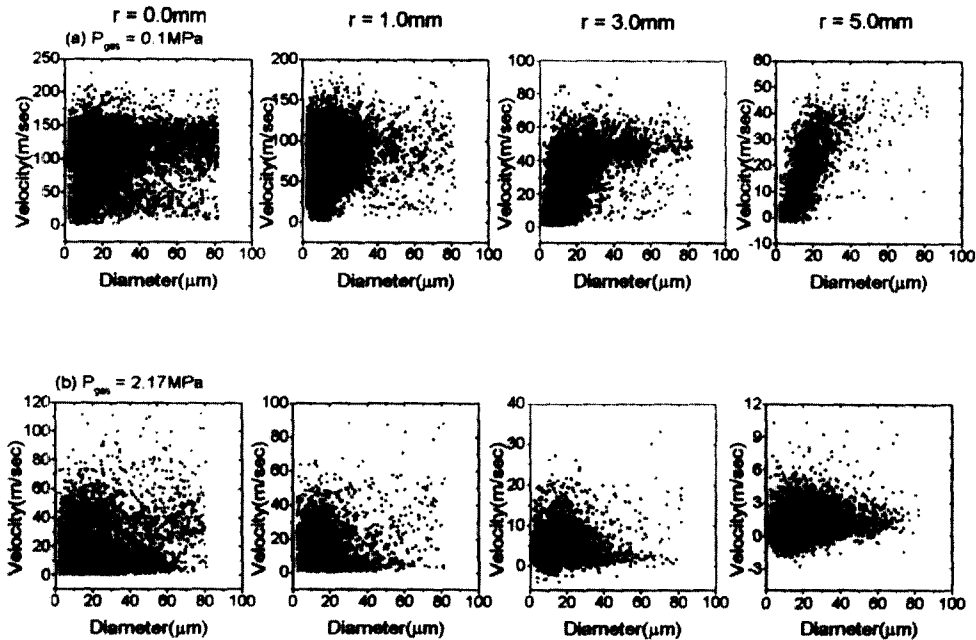 r = 0.0mm r = 1.0mm r = 3.0mm r = 5.0mm
(a) Pgas = 0.1MPa
Velocity(m/sec) 250 200 150 100 50 0
0 20 40 60 80 100
Diameter(μm)
Velocity(m/sec) 200 150 100 50 0
0 20 40 60 80 100
Diameter(μm)
Velocity(m/sec) 100 80 60 40 20 0
0 20 40 60 80 100
Diameter(μm)
Velocity(m/sec) 60 50 40 30 20 10 0 -10
0 20 40 60 80 100
Diameter(μm)
(b) Pgas = 2.17MPa
Velocity(m/sec) 120 100 80 60 40 20 0
0 20 40 60 80 100
Diameter(μm)
Velocity(m/sec) 100 80 60 40 20 0
0 20 40 60 80 100
Diameter(μm)
Velocity(m/sec) 40 30 20 10 0
0 20 40 60 80 100
Diameter(μm)
Velocity(m/sec) 12 9 6 3 0 -3
0 20 40 60 80 100
Diameter(μm)